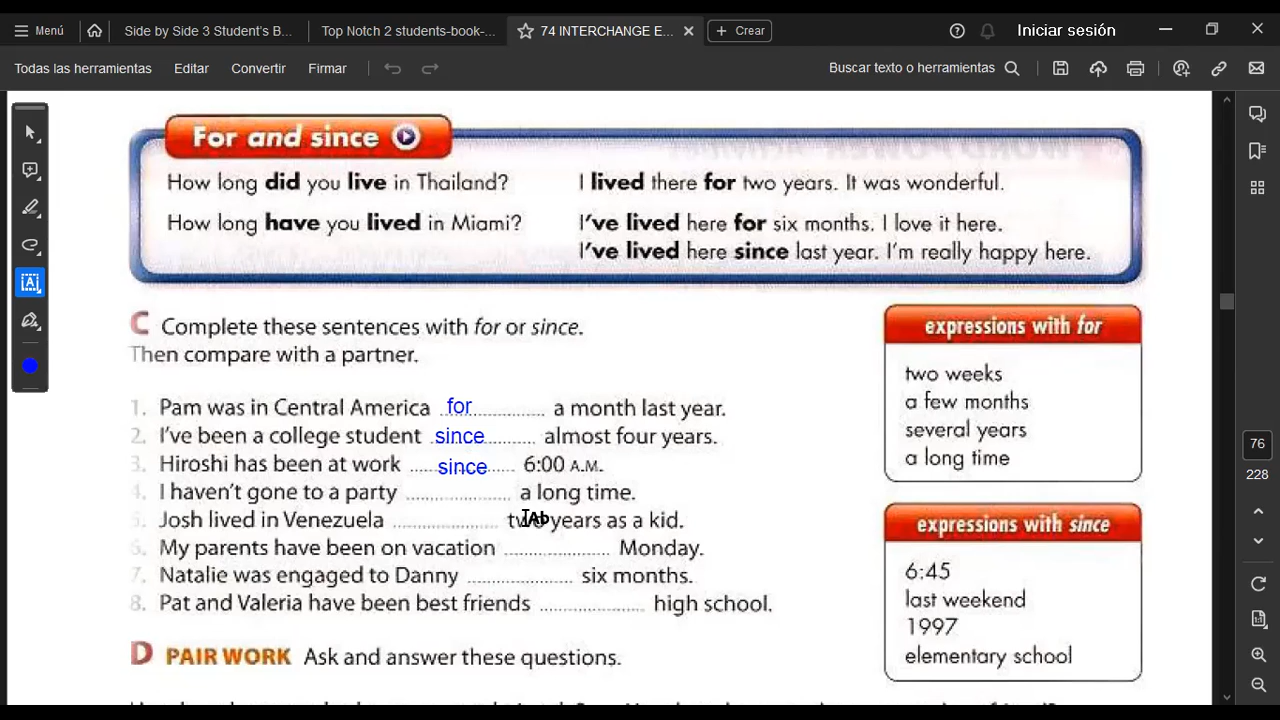 Menú
Side by Side 3 Student's B...
Top Notch 2 students-book-...
74 INTERCHANGE E...
Crear
Iniciar sesión
Todas las herramientas
Editar
Convertir
Firmar
Buscar texto o herramientas
For and since
How long did you live in Thailand? I lived there for two years. It was wonderful.
How long have you lived in Miami? I've lived here for six months. I love it here.
I've lived here since last year. I'm really happy here.
C Complete these sentences with for or since.
Then compare with a partner.
1. Pam was in Central America for a month last year.
2. I've been a college student since almost four years.
3. Hiroshi has been at work since 6:00 A.M.
4. I haven't gone to a party .................... a long time.
5. Josh lived in Venezuela .................... two years as a kid.
6. My parents have been on vacation .................... Monday.
7. Natalie was engaged to Danny .................... six months.
8. Pat and Valeria have been best friends .................... high school.
expressions with for
two weeks
a few months
several years
a long time
expressions with since
6:45
last weekend
1997
elementary school
D PAIR WORK Ask and answer these questions.
76
228